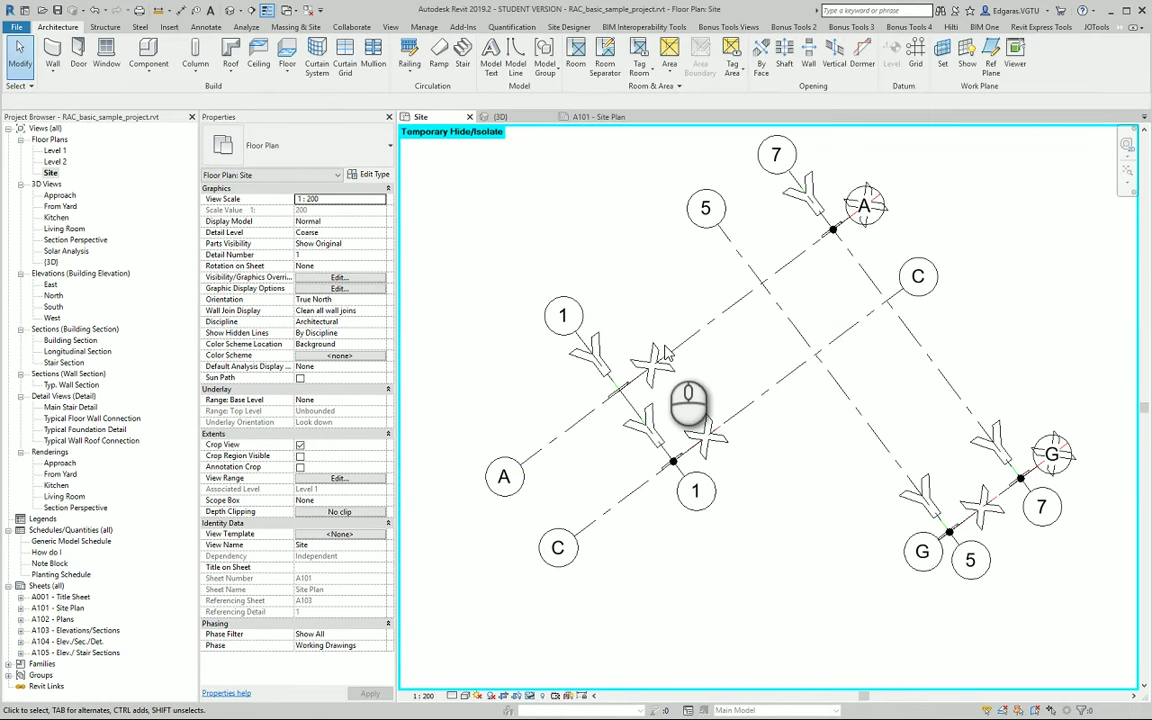 Autodesk Revit 2019.2 - STUDENT VERSION - RAC_basic_sample_project.rvt - Floor Plan: Site
Type a keyword or phrase
Edgaras.VGTU
File Architecture Structure Steel Systems Insert Annotate Analyze Massing & Site Collaborate View Manage Add-Ins Quantification Site Designer BIM Interoperability Tools Bonus Tools 3 Bonus Tools 2 Hilti BIM One Revit Express Tools JOTools
Modify Wall Door Window Component Column Roof Ceiling Floor Curtain System Curtain Grid Mullion Railing Ramp Stair Model Text Model Line Model Group Room Room Separator Tag Room Area Area Boundary Tag Area By Face Shaft Wall Vertical Dormer Level Grid Set Show Ref Plane Viewer
Select Build Circulation Model Room & Area Opening Datum Work Plane
Project Browser - RAC_basic_sample_project.rvt
Views (all)
Floor Plans
Level 1
Level 2
Site
3D Views
Approach
From Yard
Kitchen
Living Room
Section Perspective
Solar Analysis
{3D}
Elevations (Building Elevation)
East
North
South
West
Sections (Building Section)
Building Section
Longitudinal Section
Stair Section
Sections (Wall Section)
Typ. Wall Section
Detail Views (Detail)
Main Stair Detail
Typical Floor Wall Connection
Typical Foundation Detail
Typical Wall Roof Connection
Renderings
Approach
From Yard
Kitchen
Living Room
Section Perspective
Legends
Schedules/Quantities (all)
Generic Model Schedule
How do I
Note Block
Planting Schedule
Sheets (all)
A001 - Title Sheet
A101 - Site Plan
A102 - Plans
A103 - Elevations/Sections
A104 - Elev./Sec./Det.
A105 - Elev./ Stair Sections
Families
Groups
Revit Links
Properties
Floor Plan
Floor Plan: Site Edit Type
Graphics
View Scale 1 : 200
Scale Value 1: 200
Display Model Normal
Detail Level Coarse
Parts Visibility Show Original
Detail Number 1
Rotation on Sheet None
Visibility/Graphics Overri... Edit...
Graphic Display Options Edit...
Orientation True North
Wall Join Display Clean all wall joins
Discipline Architectural
Show Hidden Lines By Discipline
Color Scheme Location Background
Color Scheme <none>
Default Analysis Display ... None
Sun Path
Underlay
Range: Base Level None
Range: Top Level Unbounded
Underlay Orientation Look down
Extents
Crop View
Crop Region Visible
Annotation Crop
View Range Edit...
Associated Level Level 1
Scope Box None
Depth Clipping No clip
Identity Data
View Template <None>
View Name Site
Dependency Independent
Title on Sheet
Sheet Number A101
Sheet Name Site Plan
Referencing Sheet A103
Referencing Detail 1
Phasing
Phase Filter Show All
Phase Working Drawings
Properties help Apply
Site {3D} A101 - Site Plan
Temporary Hide/Isolate
7
Y
A
5
C
1
Y
X
Y
X
A
1
C
Y
G
Y
X
7
G
5
1 : 200
Click to select, TAB for alternates, CTRL adds, SHIFT unselects.
:0 Main Model :0